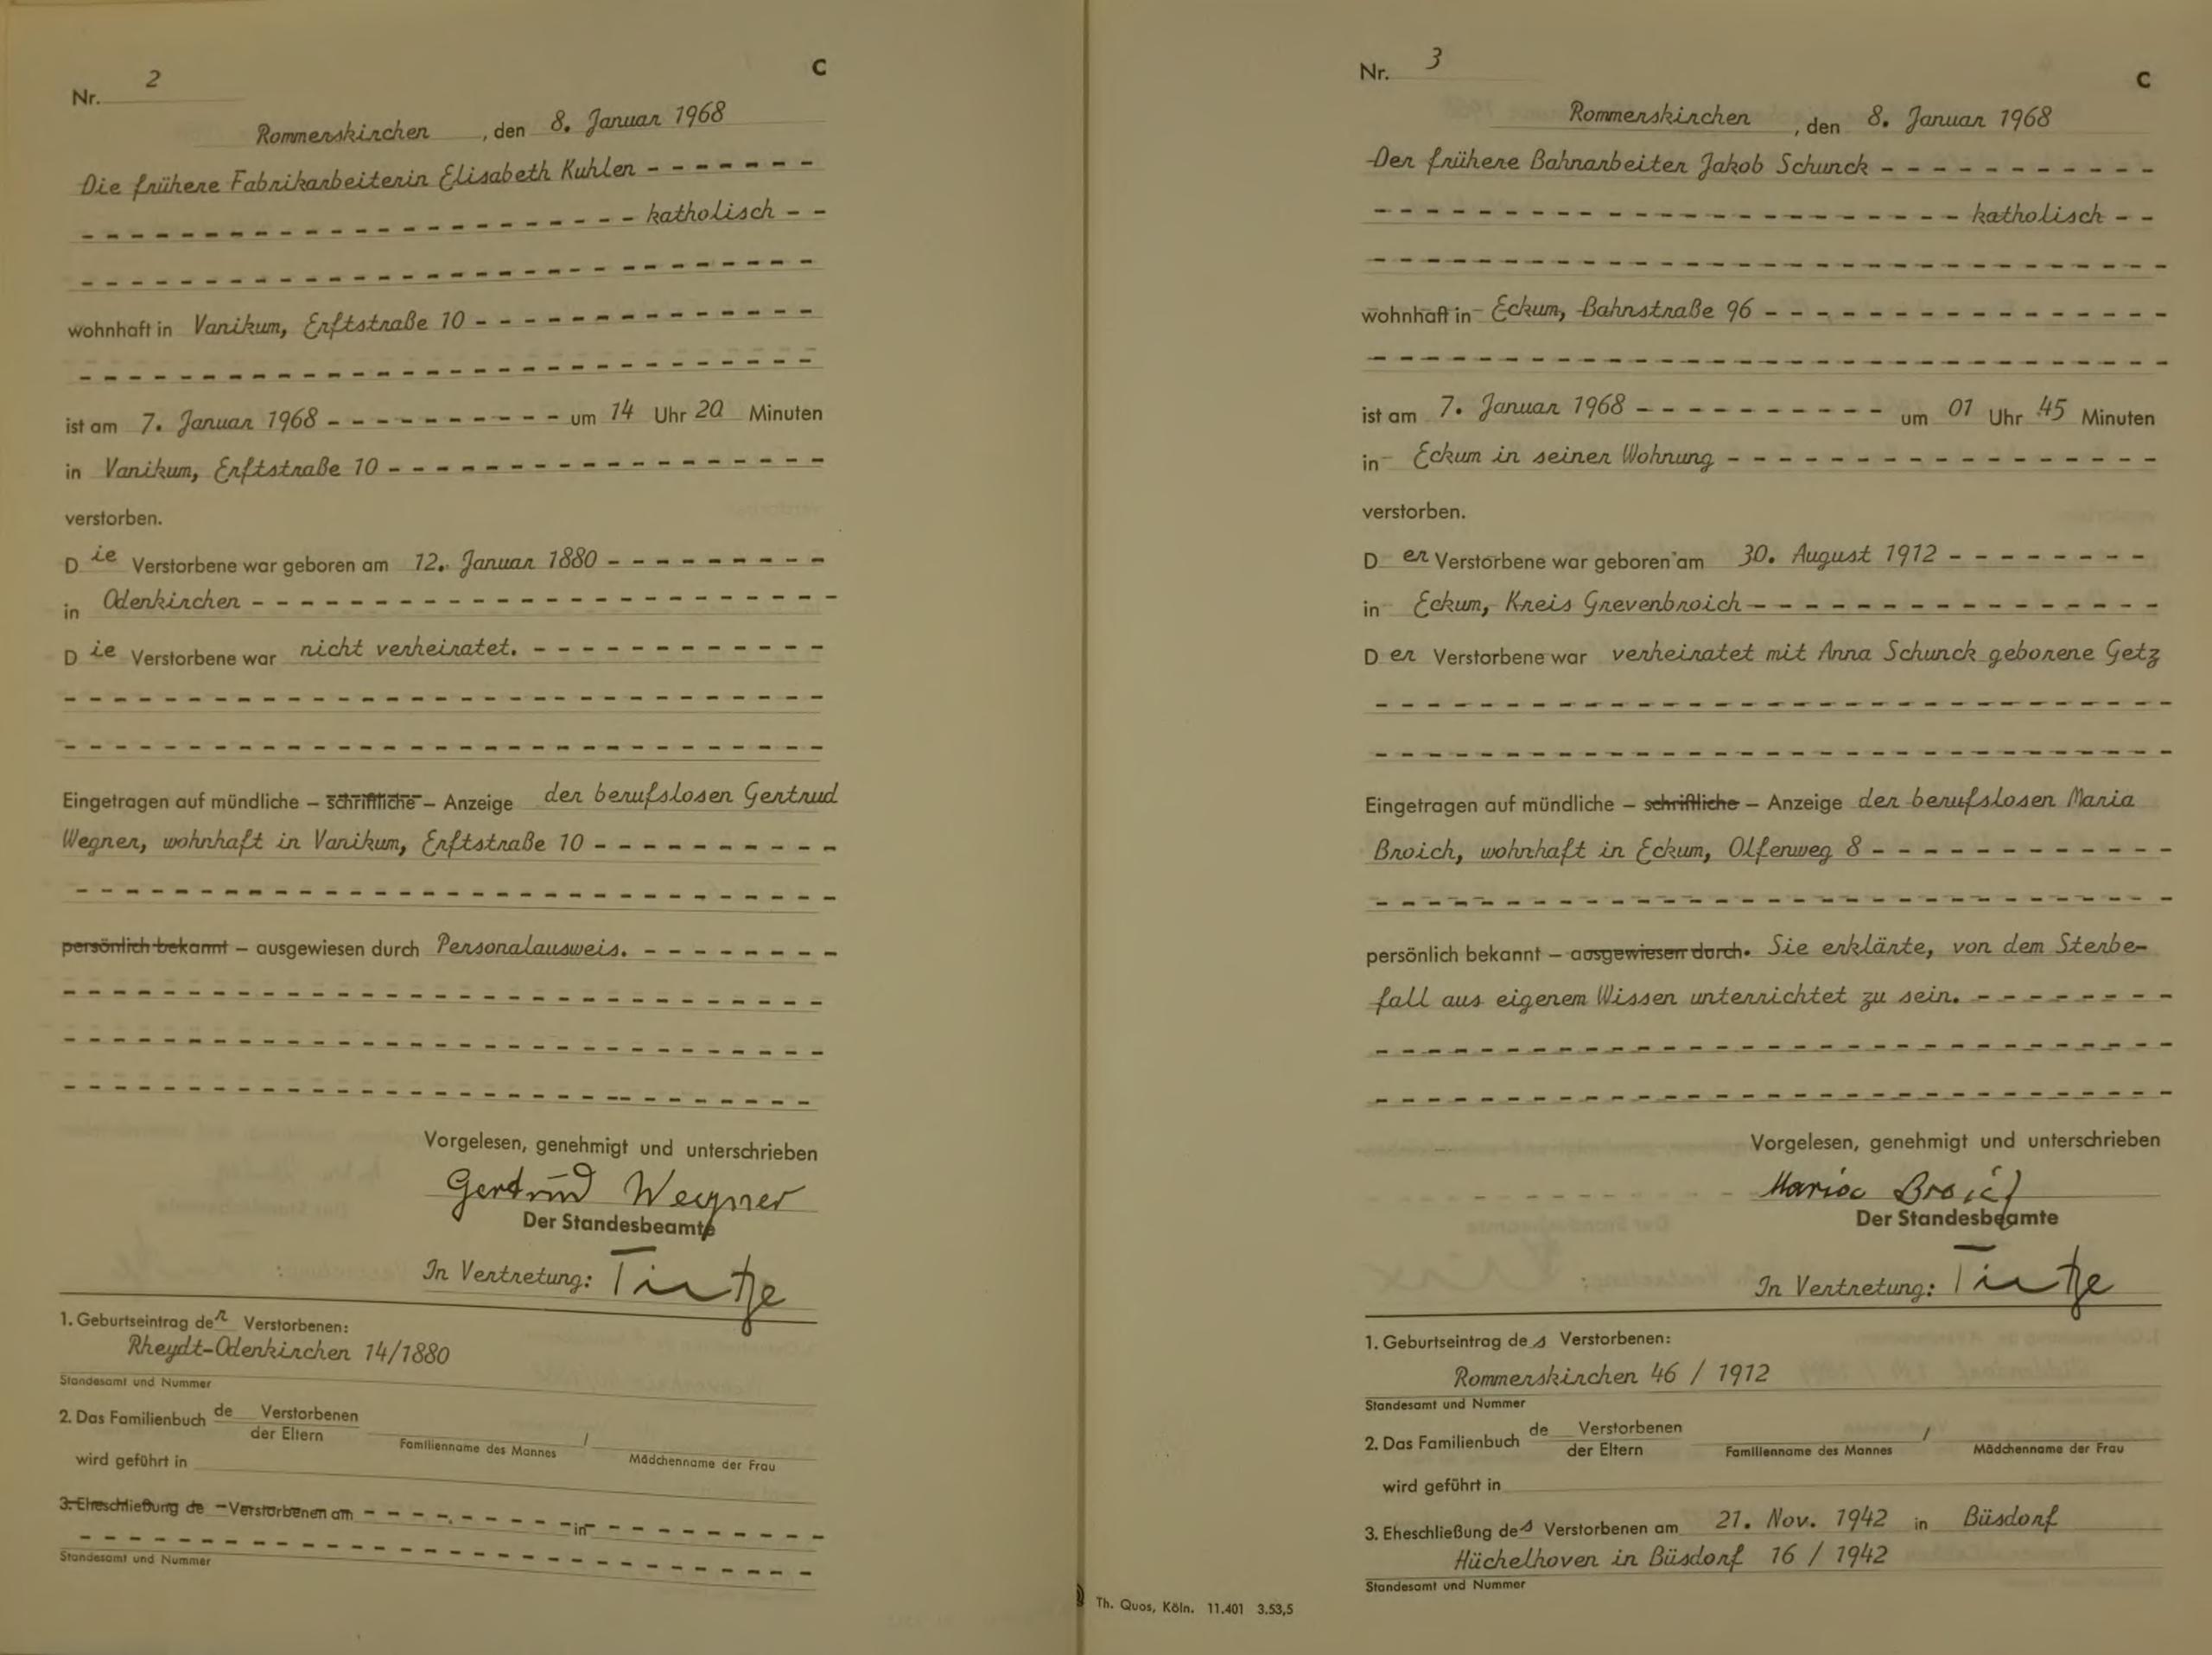 Nr. 2
C
Rommerskirchen, den 8. Januar 1968
Die frühere Fabrikarbeiterin Elisabeth Kuhlen - - - - - - -
- - - - - - - - - - - - - - - - - - - - - - - katholisch - -
- - - - - - - - - - - - - - - - - - - - - - - - - - - - - -
wohnhaft in Vanikum, Erftstraße 10 - - - - - - - - - - - - - -
- - - - - - - - - - - - - - - - - - - - - - - - - - - - - -
ist am 7. Januar 1968 - - - - - - - - - - um 14 Uhr 20 Minuten
in Vanikum, Erftstraße 10 - - - - - - - - - - - - - - - - - -
verstorben.
Die Verstorbene war geboren am 12. Januar 1880 - - - - - - - - -
in Odenkirchen - - - - - - - - - - - - - - - - - - - - - - -
Die Verstorbene war nicht verheiratet. - - - - - - - - - - - -
- - - - - - - - - - - - - - - - - - - - - - - - - - - - - -
- - - - - - - - - - - - - - - - - - - - - - - - - - - - - -
Eingetragen auf mündliche – schriftliche – Anzeige der berufslosen Gertrud
Wegner, wohnhaft in Vanikum, Erftstraße 10 - - - - - - - - - -
- - - - - - - - - - - - - - - - - - - - - - - - - - - - - -
persönlich bekannt – ausgewiesen durch Personalausweis. - - - - - - - -
- - - - - - - - - - - - - - - - - - - - - - - - - - - - - -
- - - - - - - - - - - - - - - - - - - - - - - - - - - - - -
- - - - - - - - - - - - - - - - - - - - - - - - - - - - - -
Vorgelesen, genehmigt und unterschrieben
Gertrud Wegner
Der Standesbeamte
In Vertretung: Tintje
1. Geburtseintrag der Verstorbenen:
Rheydt-Odenkirchen 14/1880
Standesamt und Nummer
2. Das Familienbuch de Verstorbenen
der Eltern
Familienname des Mannes / Mädchenname der Frau
wird geführt in
3. Eheschließung de - Verstorbenen am - - - - - - - - - in - - - - - - - - - -
- - - - - - - - - - - - - - - - - - - - - - - - - - - - - -
Standesamt und Nummer
Nr. 3
C
Rommerskirchen, den 8. Januar 1968
Der frühere Bahnarbeiter Jakob Schunck - - - - - - - - - - -
- - - - - - - - - - - - - - - - - - - - - - - katholisch - -
- - - - - - - - - - - - - - - - - - - - - - - - - - - - - -
wohnhaft in Eckum, Bahnstraße 96 - - - - - - - - - - - - - - - -
- - - - - - - - - - - - - - - - - - - - - - - - - - - - - -
ist am 7. Januar 1968 - - - - - - - - - - um 01 Uhr 45 Minuten
in Eckum in seiner Wohnung - - - - - - - - - - - - - - - - -
verstorben.
Der Verstorbene war geboren am 30. August 1912 - - - - - - - -
in Eckum, Kreis Grevenbroich - - - - - - - - - - - - - - - -
Der Verstorbene war verheiratet mit Anna Schunck geborene Getz
- - - - - - - - - - - - - - - - - - - - - - - - - - - - - -
- - - - - - - - - - - - - - - - - - - - - - - - - - - - - -
Eingetragen auf mündliche – schriftliche – Anzeige der berufslosen Maria
Broich, wohnhaft in Eckum, Olfenweg 8 - - - - - - - - - - - -
- - - - - - - - - - - - - - - - - - - - - - - - - - - - - -
persönlich bekannt – ausgewiesen durch. Sie erklärte, von dem Sterbe-
fall aus eigenem Wissen unterrichtet zu sein. - - - - - - - -
- - - - - - - - - - - - - - - - - - - - - - - - - - - - - -
- - - - - - - - - - - - - - - - - - - - - - - - - - - - - -
Vorgelesen, genehmigt und unterschrieben
Maria Broich
Der Standesbeamte
In Vertretung: Tintje
1. Geburtseintrag des Verstorbenen:
Rommerskirchen 46 / 1912
Standesamt und Nummer
2. Das Familienbuch de Verstorbenen
der Eltern
Familienname des Mannes / Mädchenname der Frau
wird geführt in
3. Eheschließung des Verstorbenen am 21. Nov. 1942 in Büsdorf
Hüchelhoven in Büsdorf 16 / 1942
Standesamt und Nummer
Th. Quos, Köln. 11.401 3.53,5